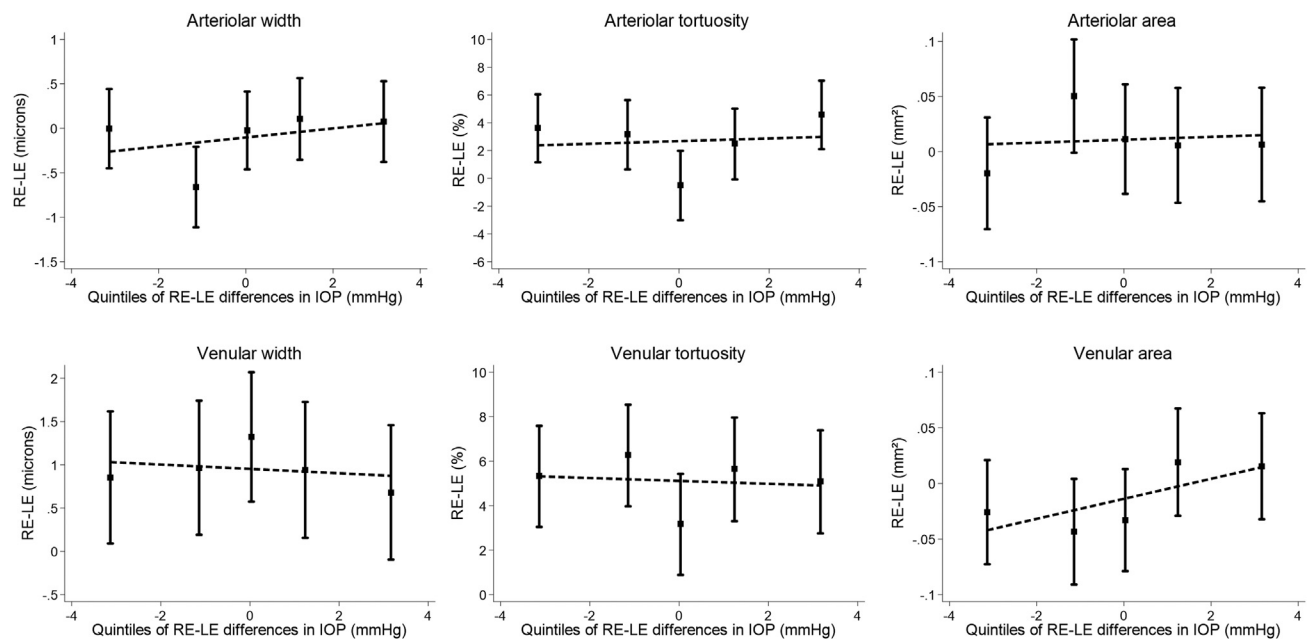 Arteriolar width
RE-LE (microns)
1
.5
0
-.5
-1
-1.5
-4 -2 0 2 4
Quintiles of RE-LE differences in IOP (mmHg)
Arteriolar tortuosity
RE-LE (%)
10
8
6
4
2
0
-2
-4
-6
-4 -2 0 2 4
Quintiles of RE-LE differences in IOP (mmHg)
Arteriolar area
RE-LE (mm²)
.1
.05
0
-.05
-.1
-4 -2 0 2 4
Quintiles of RE-LE differences in IOP (mmHg)
Venular width
RE-LE (microns)
2
1.5
1
.5
0
-.5
-4 -2 0 2 4
Quintiles of RE-LE differences in IOP (mmHg)
Venular tortuosity
RE-LE (%)
10
8
6
4
2
0
-4 -2 0 2 4
Quintiles of RE-LE differences in IOP (mmHg)
Venular area
RE-LE (mm²)
.1
.05
0
-.05
-.1
-4 -2 0 2 4
Quintiles of RE-LE differences in IOP (mmHg)